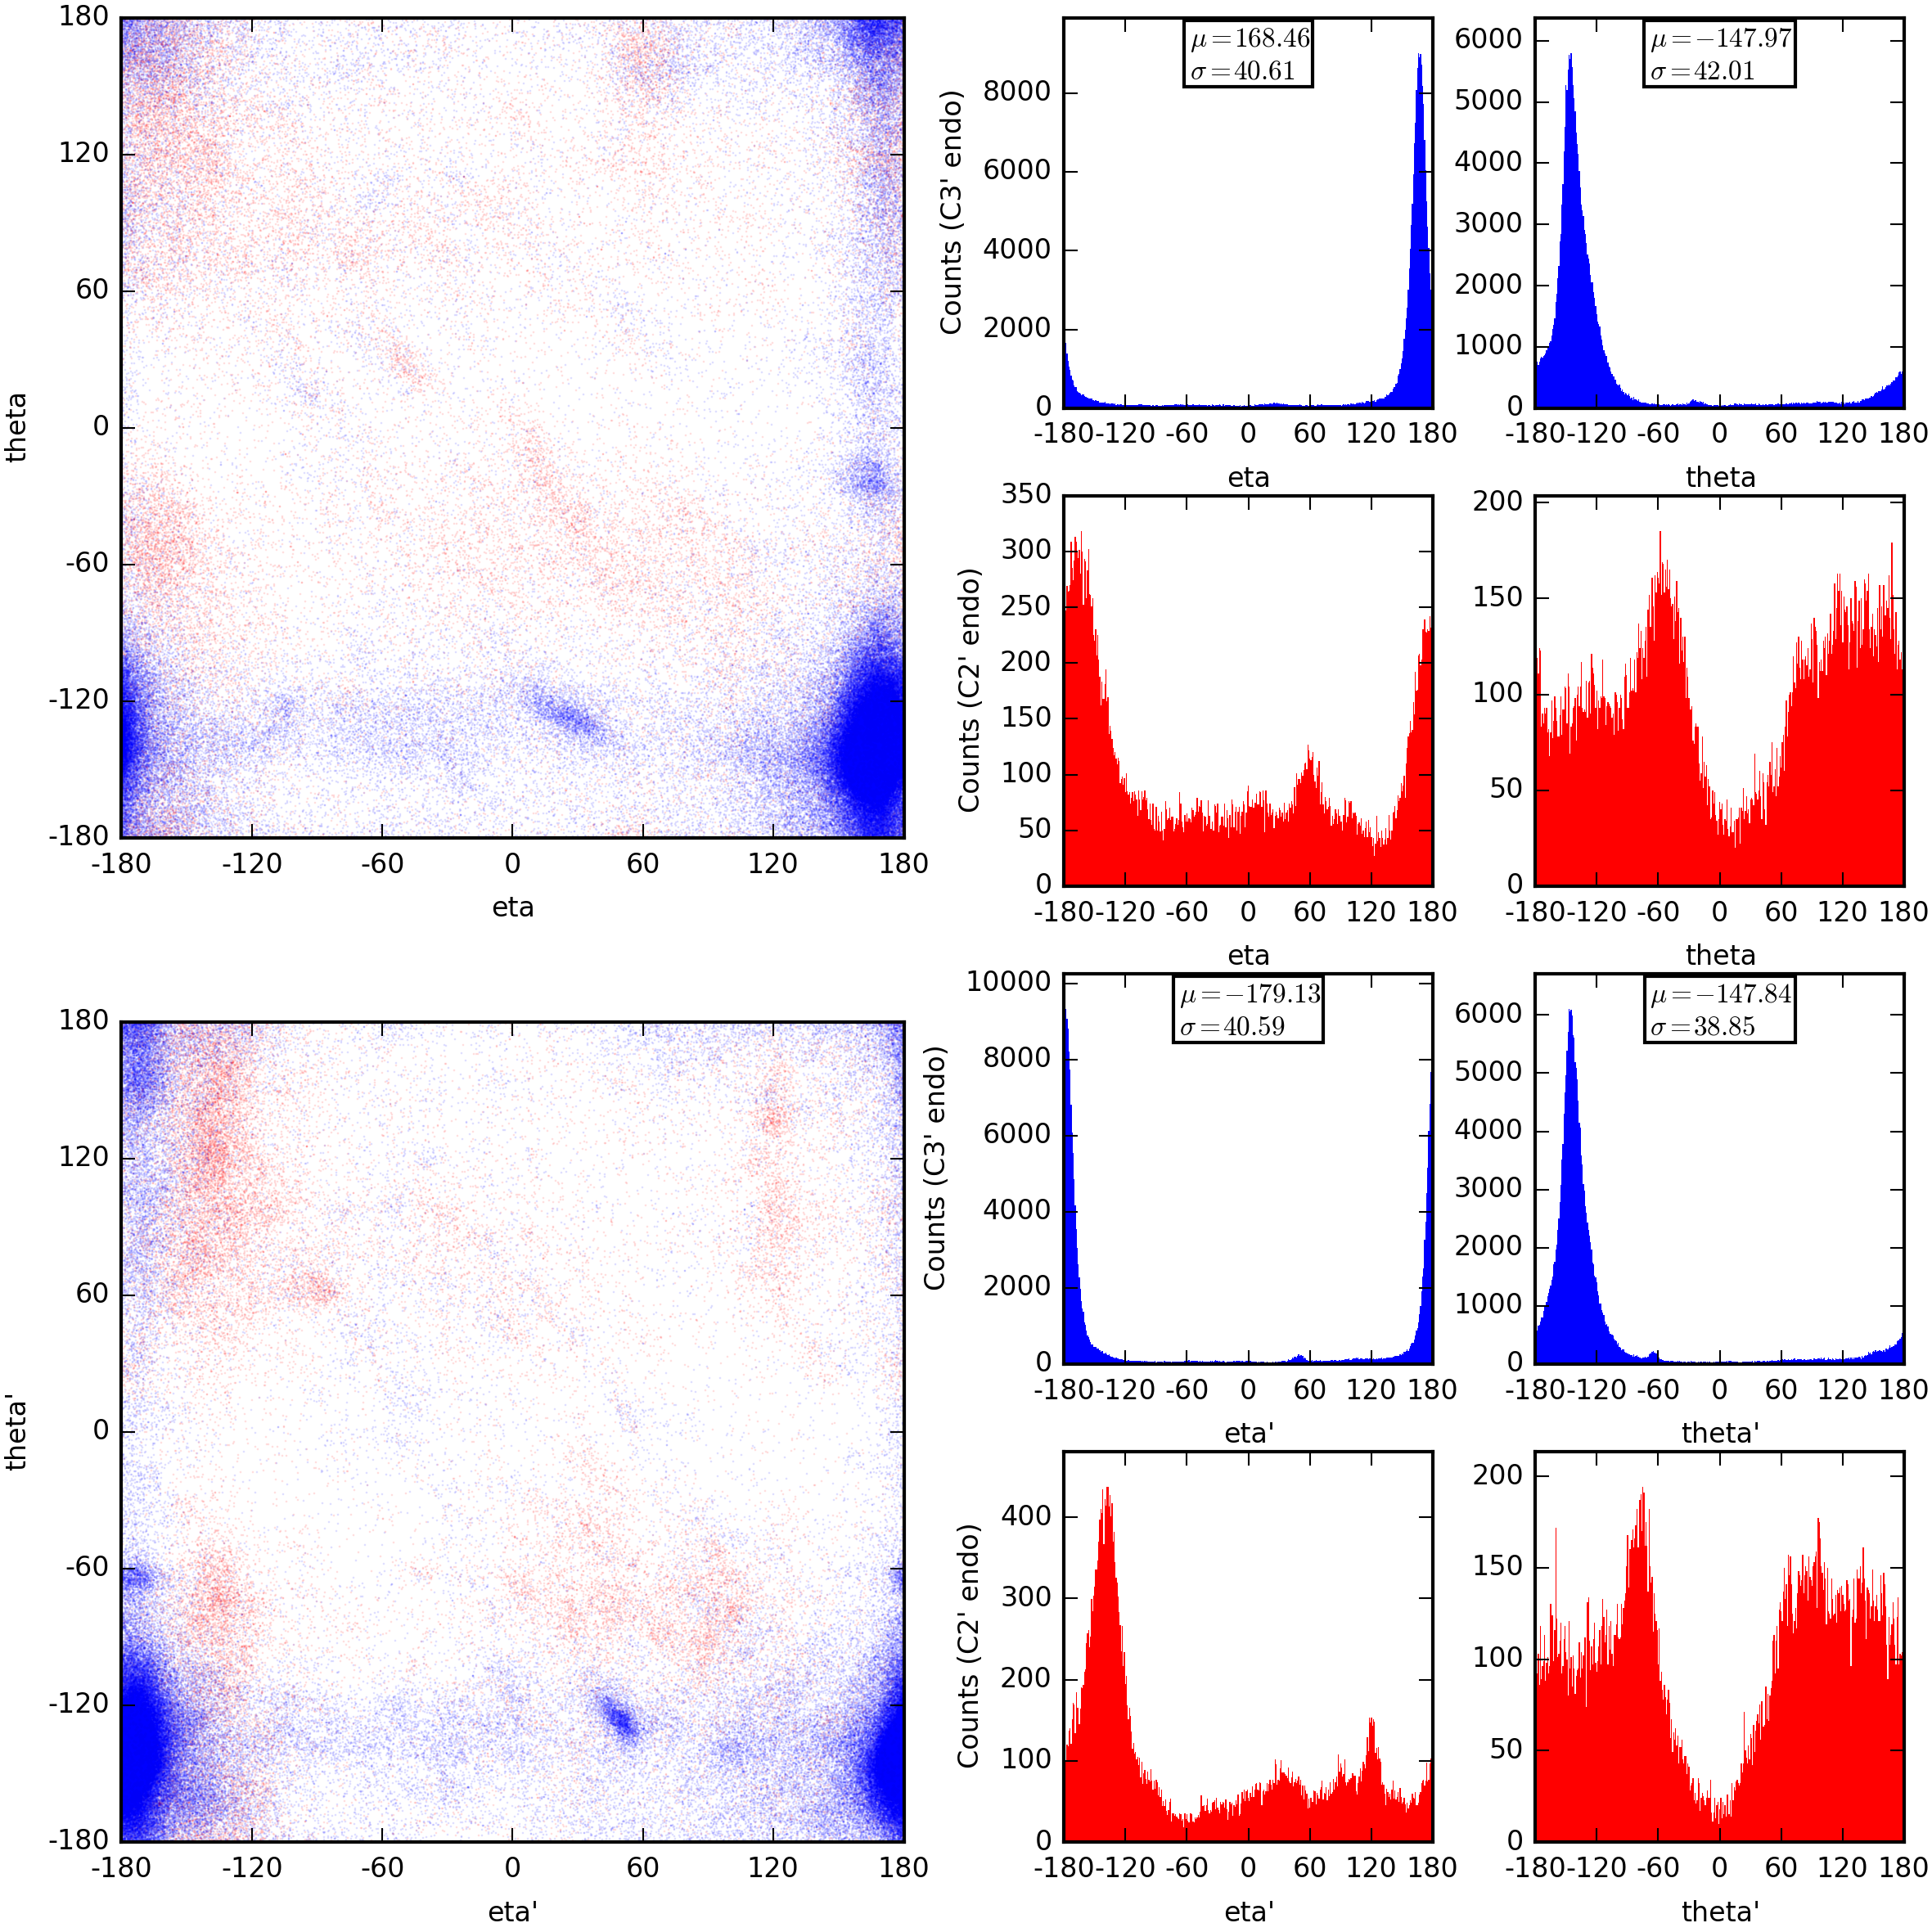 180
120
60
0
-60
-120
-180
theta
-180 -120 -60 0 60 120 180
eta
μ = 168.46
σ = 40.61
8000
6000
4000
2000
0
Counts (C3' endo)
-180 -120 -60 0 60 120 180
eta
μ = −147.97
σ = 42.01
6000
5000
4000
3000
2000
1000
0
-180 -120 -60 0 60 120 180
theta
350
300
250
200
150
100
50
0
Counts (C2' endo)
-180 -120 -60 0 60 120 180
eta
200
150
100
50
0
-180 -120 -60 0 60 120 180
theta
180
120
60
0
-60
-120
-180
theta'
-180 -120 -60 0 60 120 180
eta'
μ = −179.13
σ = 40.59
10000
8000
6000
4000
2000
0
Counts (C3' endo)
-180 -120 -60 0 60 120 180
eta'
μ = −147.84
σ = 38.85
6000
5000
4000
3000
2000
1000
0
-180 -120 -60 0 60 120 180
theta'
400
300
200
100
0
Counts (C2' endo)
-180 -120 -60 0 60 120 180
eta'
200
150
100
50
0
-180 -120 -60 0 60 120 180
theta'